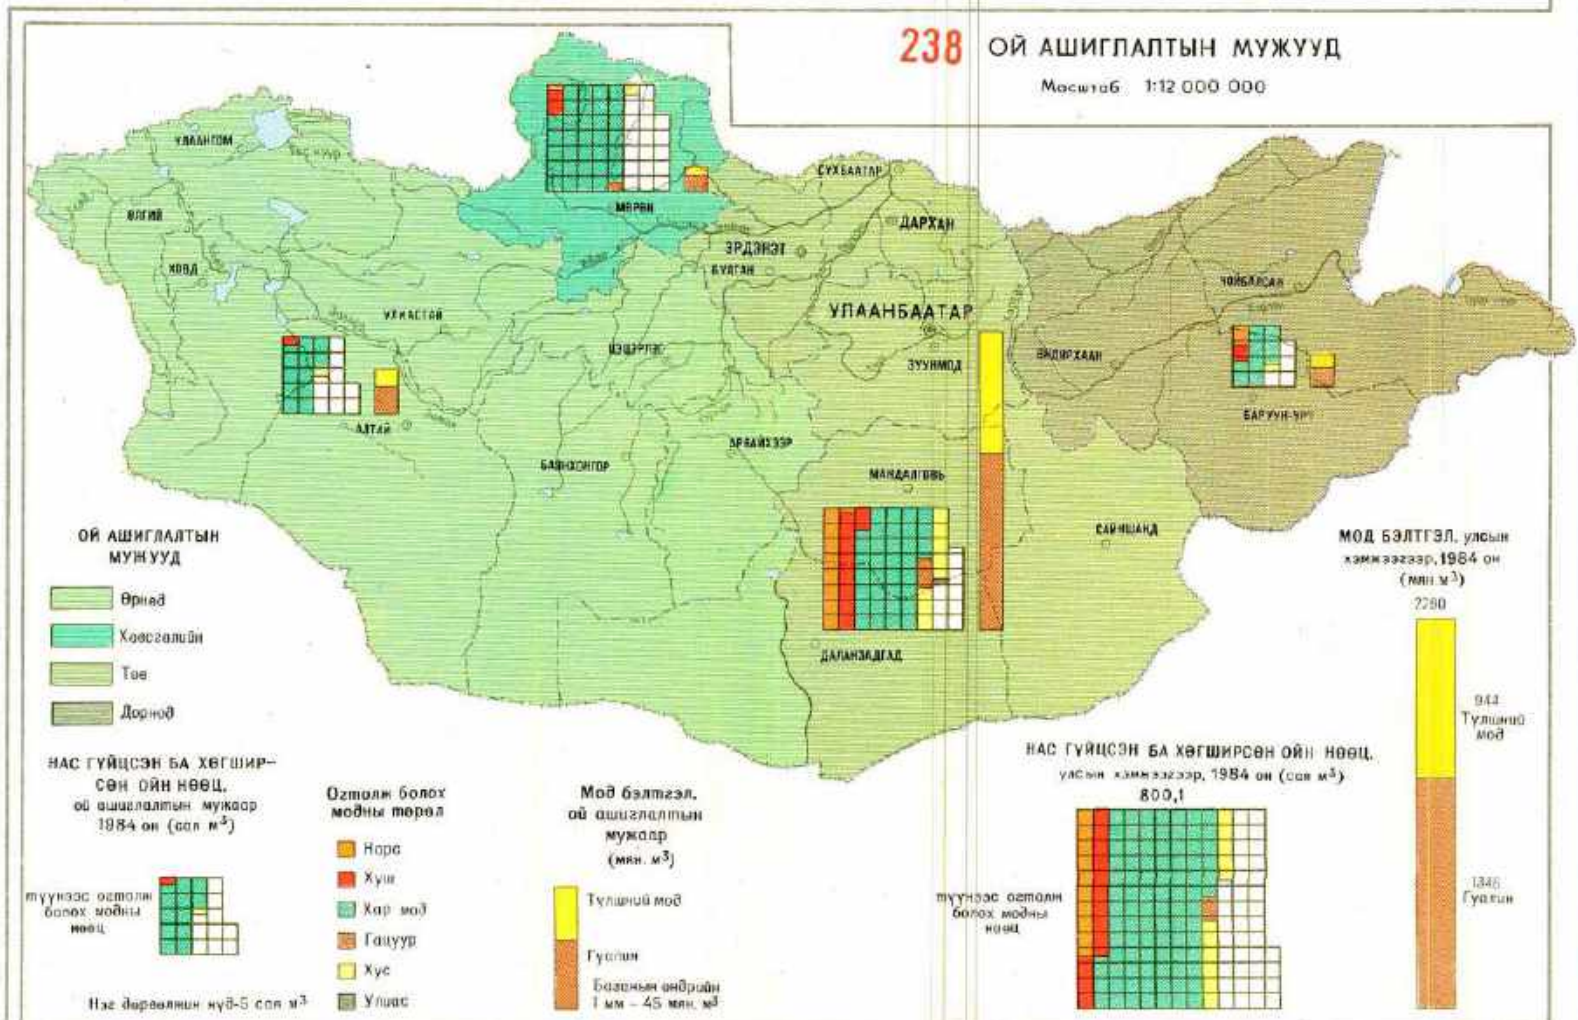 238 ОЙ АШИГЛАЛТЫН МУЖУУД
Масштаб 1:12 000 000
УЛААНГОМ
ӨЛГИЙ
ХОВД
УЛИАСТАЙ
АЛТАЙ
МӨРӨН
СҮХБААТАР
ДАРХАН
ЭРДЭНЭТ
БУЛГАН
УЛААНБААТАР
ЗУУНМОД
ЦЭЦЭРЛЭГ
БАЯНХОНГОР
АРВАЙХЭЭР
МАНДАЛГОВЬ
ДАЛАНЗАДГАД
САЙНШАНД
ӨНДӨРХААН
ЧОЙБАЛСАН
БАРУУН-УРТ
ОЙ АШИГЛАЛТЫН
МУЖУУД
Өрнөд
Хөвсгөлийн
Төв
Дорнод
НАС ГҮЙЦСЭН БА ХӨГШИР-
СӨН ОЙН НӨӨЦ,
ой ашиглалтын мужаар
1984 он (сая м³)
түүнээс огтолж
болох модны
нөөц
Нэг дөрвөлжин нүд-5 сая м³
Огтолж болох
модны төрөл
Нарс
Хуш
Хар мод
Гацуур
Хус
Улиас
Мод бэлтгэл,
ой ашиглалтын
мужаар
(мян. м³)
Түлшний мод
Гуалин
Баганын өндрийн
1 мм – 45 мян. м³
НАС ГҮЙЦСЭН БА ХӨГШИРСӨН ОЙН НӨӨЦ,
улсын хэмжээгээр, 1984 он (сая м³)
800,1
түүнээс огтолж
болох модны
нөөц
МОД БЭЛТГЭЛ, улсын
хэмжээгээр, 1984 он
(мян м³)
944
Түлшний
мод
1346
Гуалин